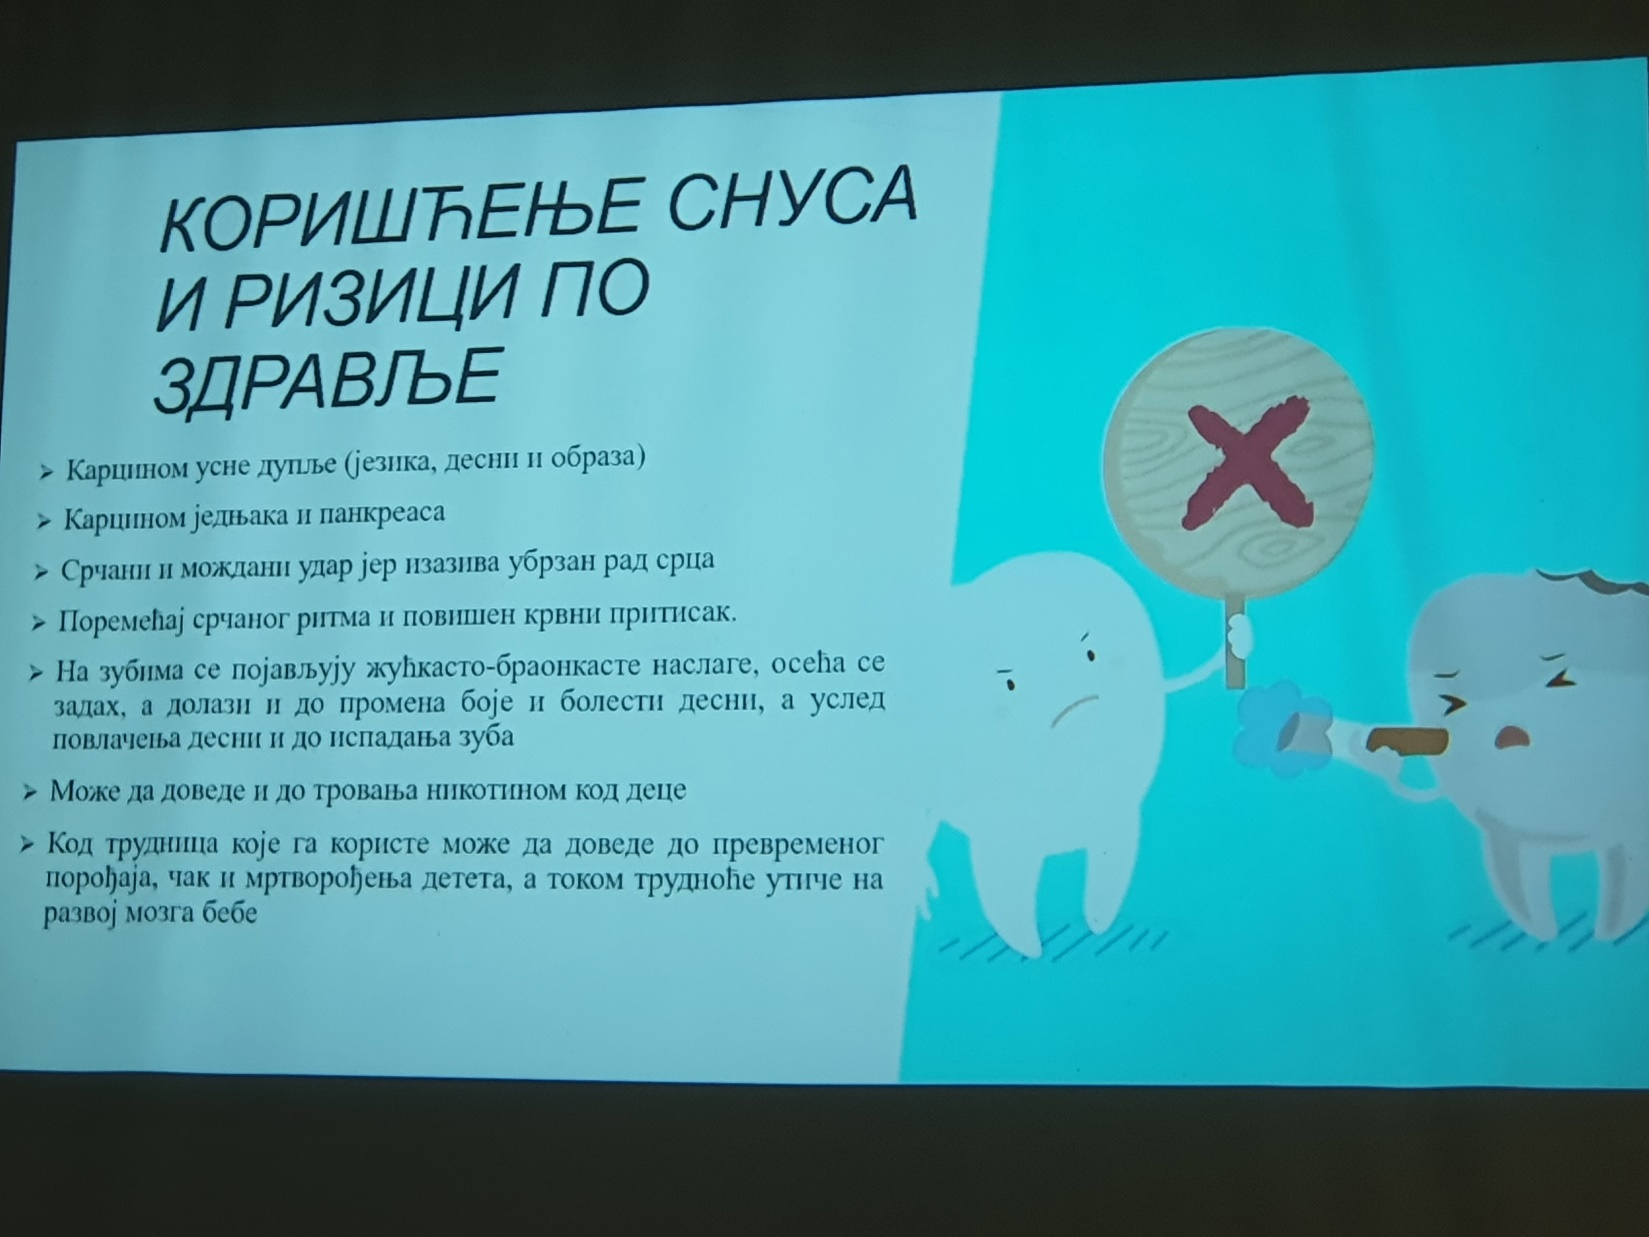 КОРИШЋЕЊЕ СНУСА
И РИЗИЦИ ПО
ЗДРАВЉЕ
➢ Карцином усне дупље (језика, десни и образа)
➢ Карцином једњака и панкреаса
➢ Срчани и мождани удар јер изазива убрзан рад срца
➢ Поремећај срчаног ритма и повишен крвни притисак.
➢ На зубима се појављују жућкасто-браонкасте наслаге, осећа се
задах, а долази и до промена боје и болести десни, а услед
повлачења десни и до испадања зуба
➢ Може да доведе и до тровања никотином код деце
➢ Код трудница које га користе може да доведе до превременог
порођаја, чак и мртворођења детета, а током трудноће утиче на
развој мозга бебе